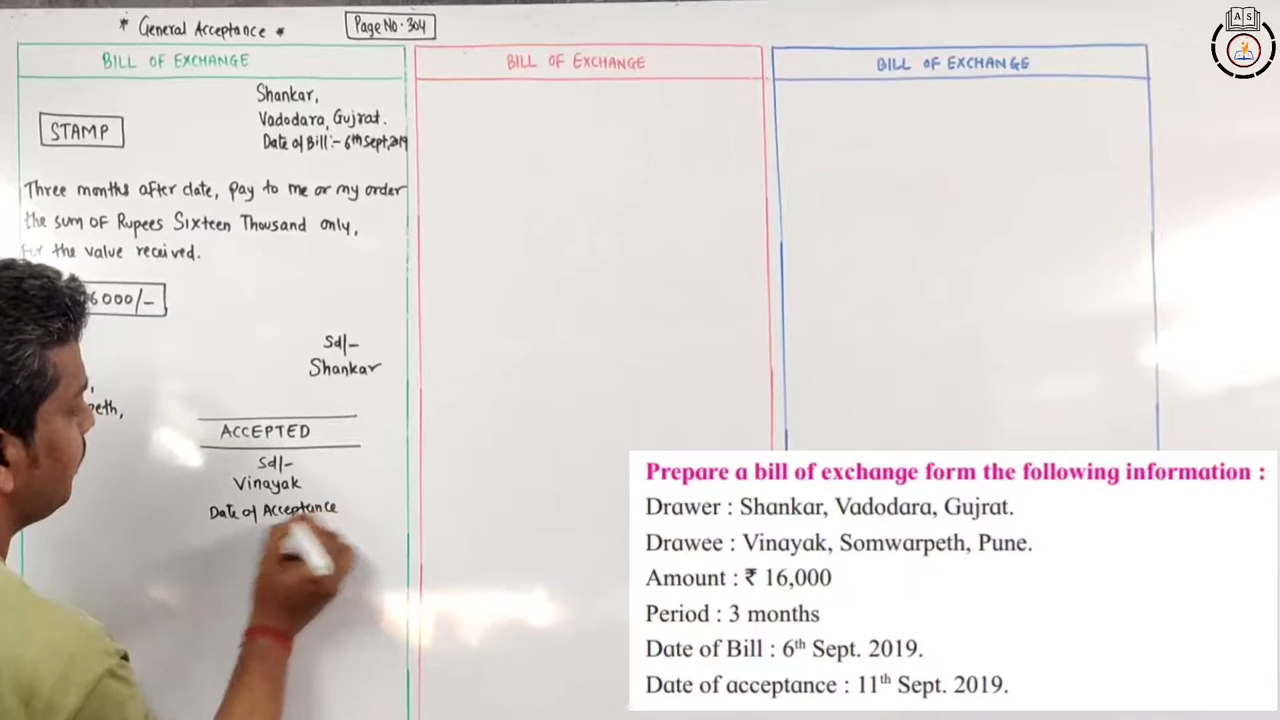 * General Acceptance *
Page No. 304
A S
BILL OF EXCHANGE
STAMP
Shankar,
Vadodara, Gujrat.
Date of Bill:- 6th Sept, 2019
Three months after date, pay to me or my order
the sum of Rupees Sixteen Thousand only,
For the value received.
6000/-
Sd/-
Shankar
eth,
ACCEPTED
Sd/-
Vinayak
Date of Acceptance
BILL OF EXCHANGE
BILL OF EXCHANGE
Prepare a bill of exchange form the following information :
Drawer : Shankar, Vadodara, Gujrat.
Drawee : Vinayak, Somwarpeth, Pune.
Amount : ₹ 16,000
Period : 3 months
Date of Bill : 6th Sept. 2019.
Date of acceptance : 11th Sept. 2019.